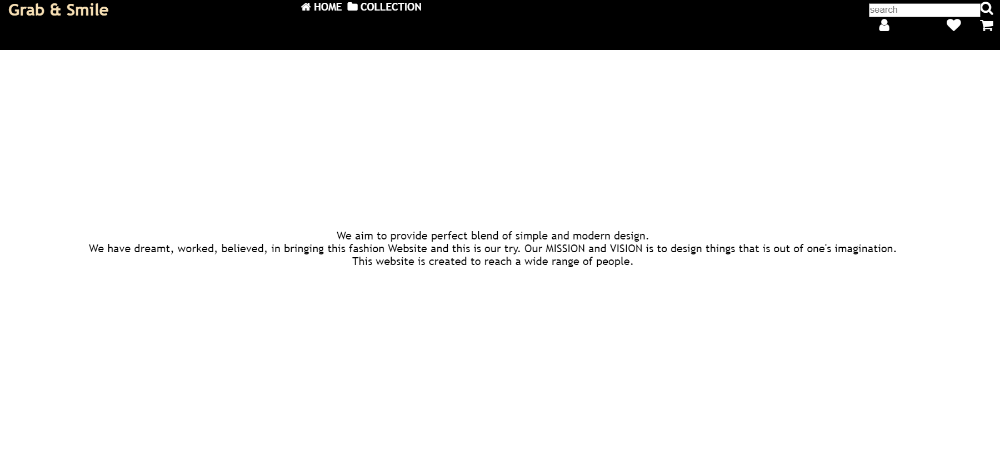 Grab & Smile
HOME COLLECTION
search
We aim to provide perfect blend of simple and modern design.
We have dreamt, worked, believed, in bringing this fashion Website and this is our try. Our MISSION and VISION is to design things that is out of one's imagination.
This website is created to reach a wide range of people.